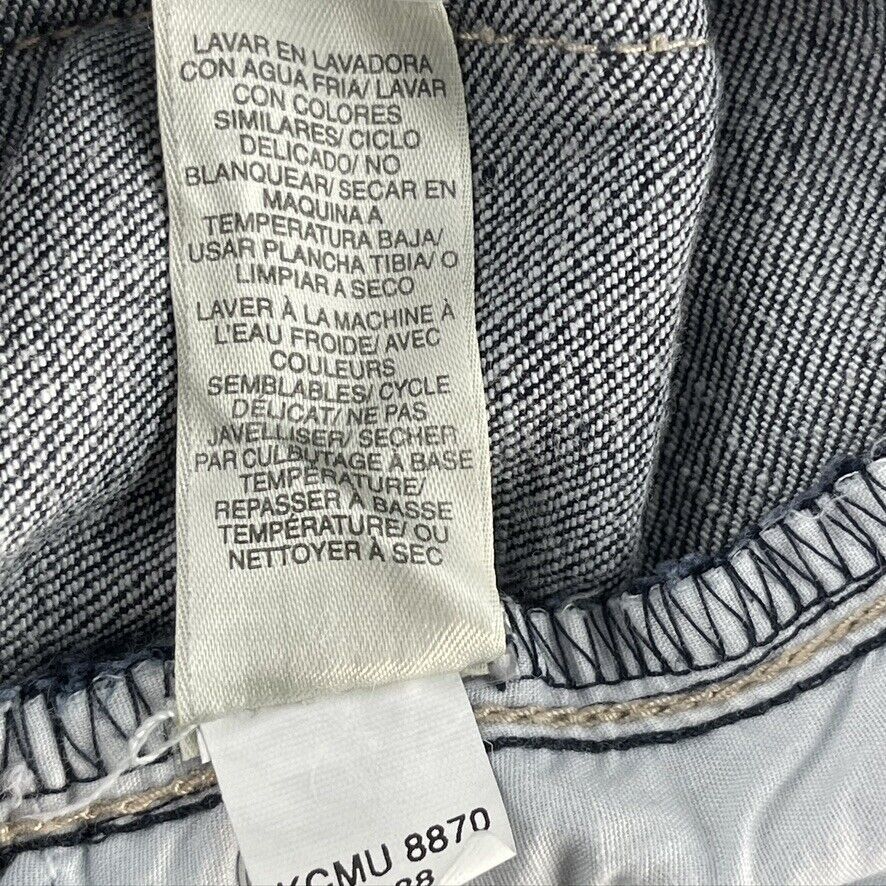 LAVAR EN LAVADORA
CON AGUA FRIA/ LAVAR
CON COLORES
SIMILARES/ CICLO
DELICADO/ NO
BLANQUEAR/ SECAR EN
MAQUINA A
TEMPERATURA BAJA/
USAR PLANCHA TIBIA/ O
LIMPIAR A SECO
LAVER À LA MACHINE À
L'EAU FROIDE/ AVEC
COULEURS
SEMBLABLES/ CYCLE
DÉLICAT/ NE PAS
JAVELLISER/ SECHER
PAR CULBUTAGE À BASE
TEMPÉRATURE/
REPASSER À BASSE
TEMPÉRATURE/ OU
NETTOYER À SEC
KCMU 8870